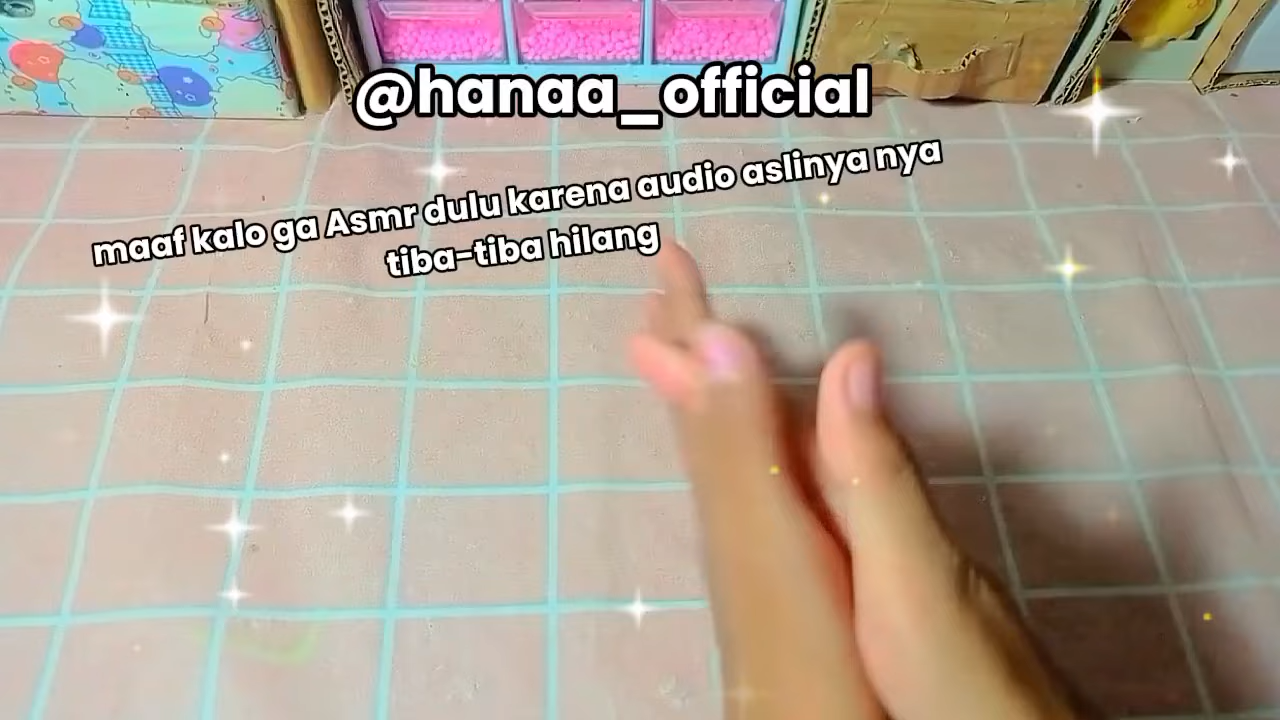 @hanaa_official
maaf kalo ga Asmr dulu karena audio aslinya nya
tiba-tiba hilang